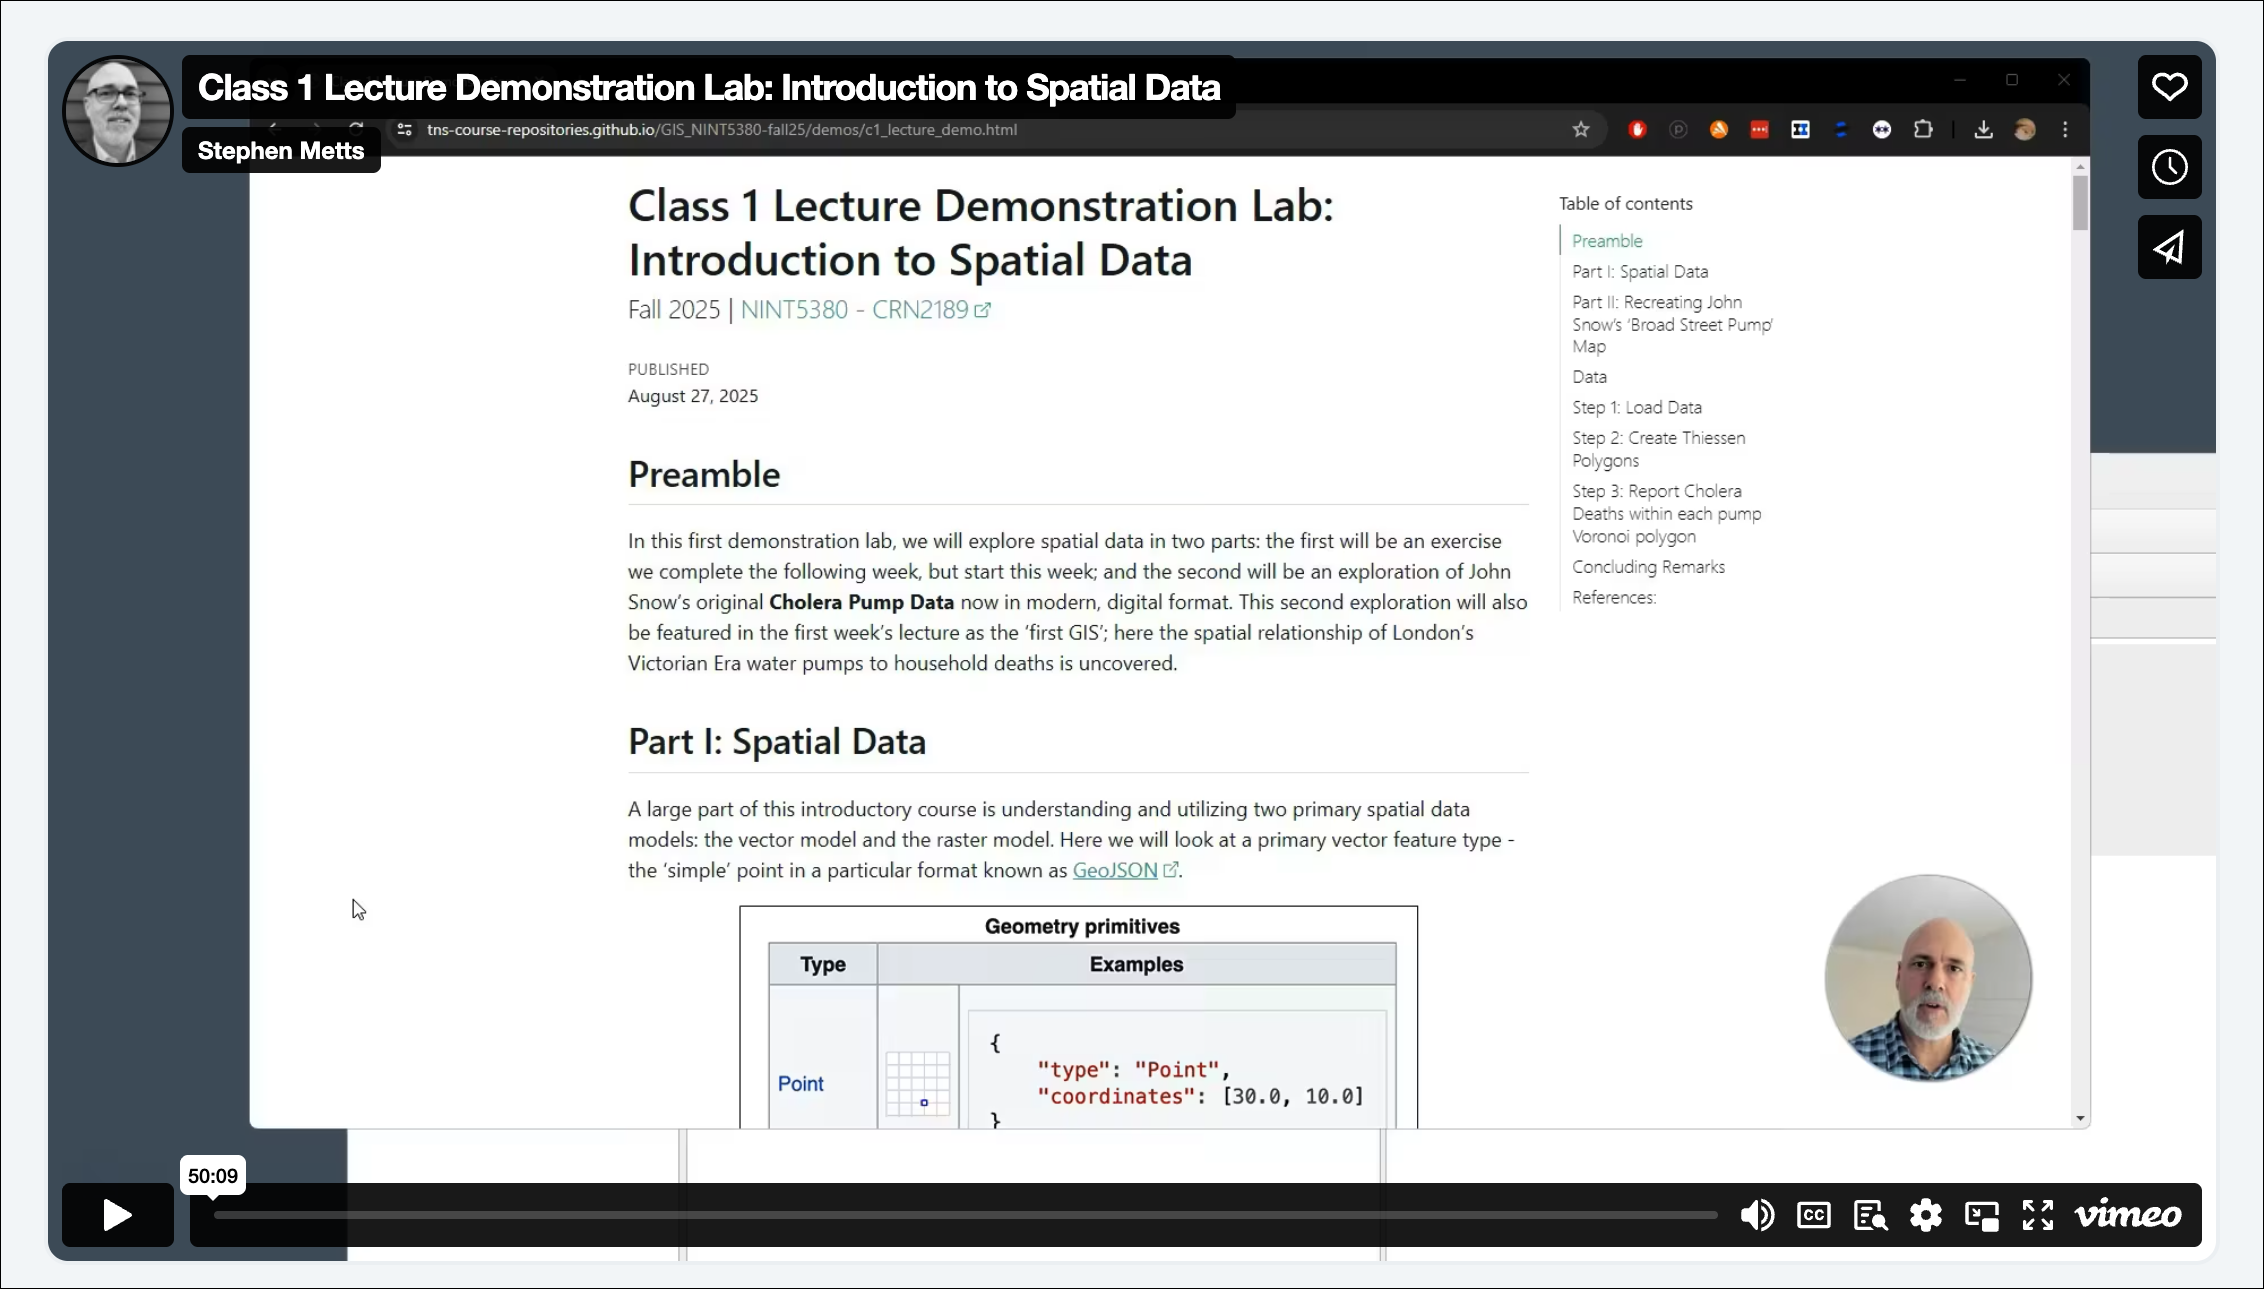 Class 1 Lecture Demonstration Lab: Introduction to Spatial Data
Stephen Metts
tns-course-repositories.github.io/GIS_NINT5380-fall25/demos/c1_lecture_demo.html
Class 1 Lecture Demonstration Lab:
Introduction to Spatial Data
Fall 2025 | NINT5380 - CRN2189
PUBLISHED
August 27, 2025
Preamble
In this first demonstration lab, we will explore spatial data in two parts: the first will be an exercise
we complete the following week, but start this week; and the second will be an exploration of John
Snow's original Cholera Pump Data now in modern, digital format. This second exploration will also
be featured in the first week's lecture as the 'first GIS'; here the spatial relationship of London's
Victorian Era water pumps to household deaths is uncovered.
Part I: Spatial Data
A large part of this introductory course is understanding and utilizing two primary spatial data
models: the vector model and the raster model. Here we will look at a primary vector feature type -
the 'simple' point in a particular format known as GeoJSON.
Geometry primitives
Type Examples
Point
{
"type": "Point",
"coordinates": [30.0, 10.0]
}
Table of contents
Preamble
Part I: Spatial Data
Part II: Recreating John
Snow's 'Broad Street Pump'
Map
Data
Step 1: Load Data
Step 2: Create Thiessen
Polygons
Step 3: Report Cholera
Deaths within each pump
Voronoi polygon
Concluding Remarks
References:
50:09
CC
vimeo